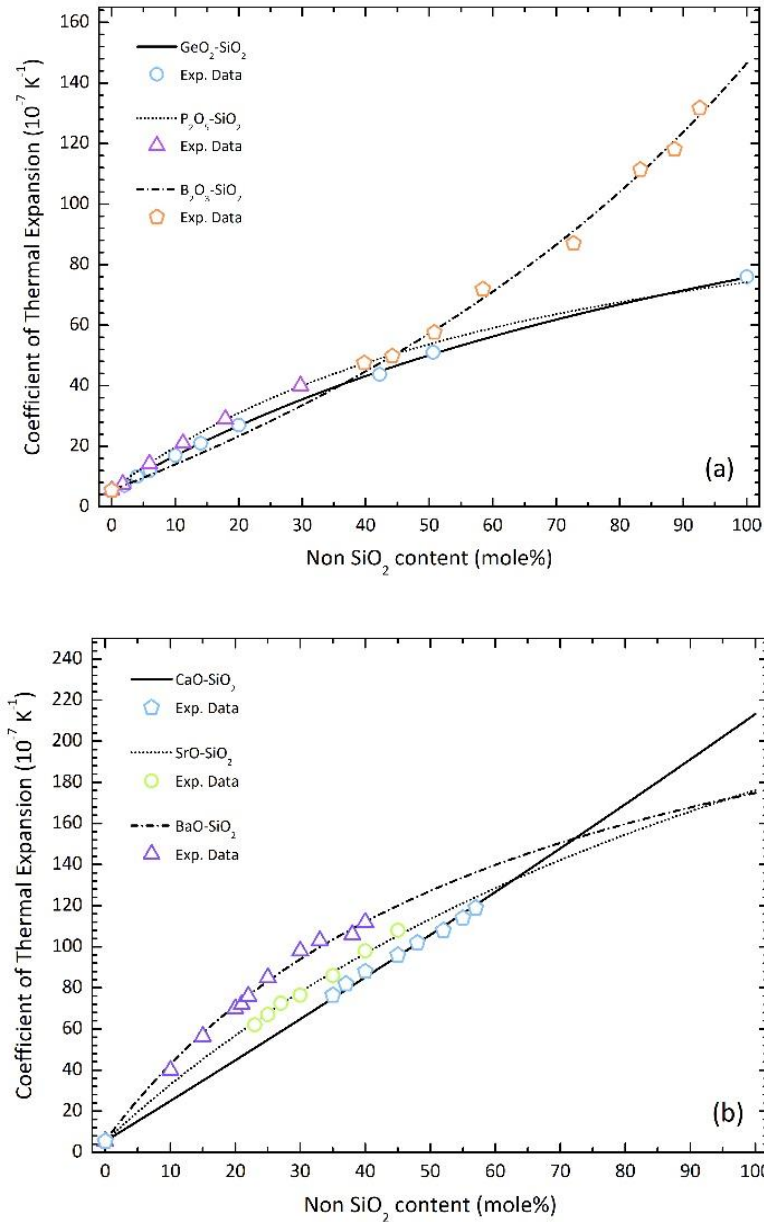 160
140
120
100
80
60
40
20
0
Coefficient of Thermal Expansion (10⁻⁷ K⁻¹)
GeO₂-SiO₂
Exp. Data
P₂O₅-SiO₂
Exp. Data
B₂O₃-SiO₂
Exp. Data
(a)
0 10 20 30 40 50 60 70 80 90 100
Non SiO₂ content (mole%)
240
220
200
180
160
140
120
100
80
60
40
20
0
Coefficient of Thermal Expansion (10⁻⁷ K⁻¹)
CaO-SiO₂
Exp. Data
SrO-SiO₂
Exp. Data
BaO-SiO₂
Exp. Data
(b)
0 10 20 30 40 50 60 70 80 90 100
Non SiO₂ content (mole%)